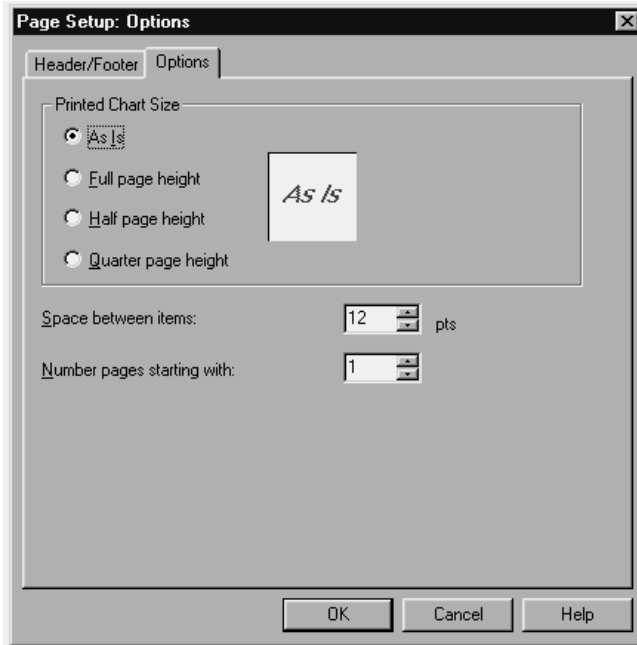 Page Setup: Options
Header/Footer Options
Printed Chart Size
As Is
Full page height
As Is
Half page height
Quarter page height
Space between items: 12 pts
Number pages starting with: 1
OK Cancel Help